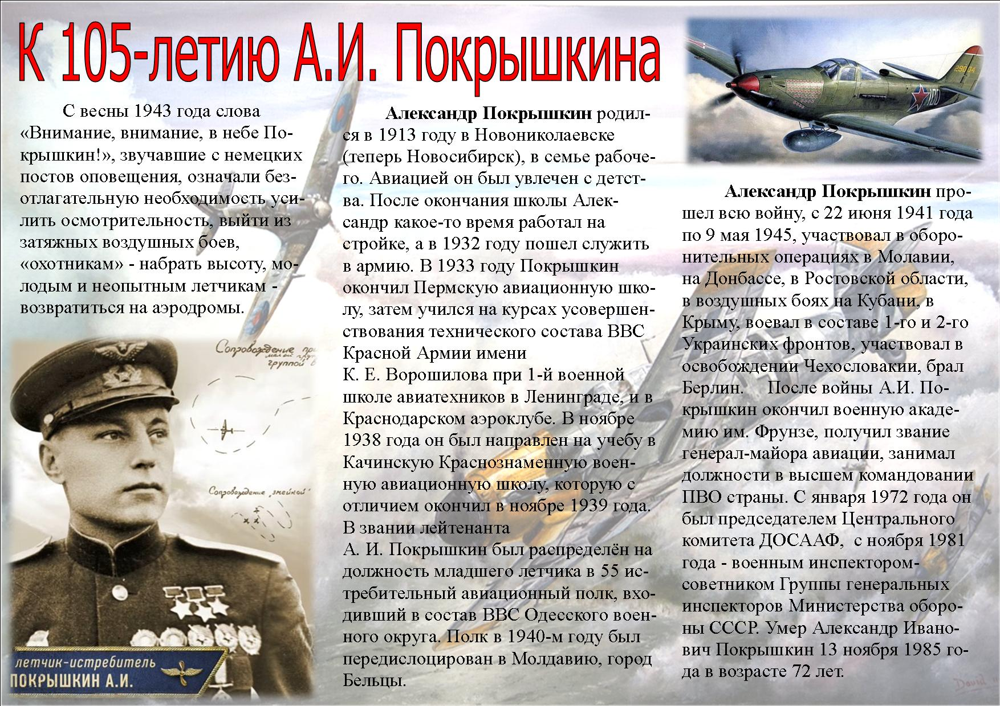 К 105-летию А.И. Покрышкина
С весны 1943 года слова
«Внимание, внимание, в небе По-
крышкин!», звучавшие с немецких
постов оповещения, означали без-
отлагательную необходимость уси-
лить осмотрительность, выйти из
затяжных воздушных боев,
«охотникам» - набрать высоту, мо-
лодым и неопытным летчикам -
возвратиться на аэродромы.
Сопровождение
группой
Сопровождение „змейкой"
летчик-истребитель
ПОКРЫШКИН А.И.
Александр Покрышкин родил-
ся в 1913 году в Новониколаевске
(теперь Новосибирск), в семье рабоче-
го. Авиацией он был увлечен с детст-
ва. После окончания школы Алек-
сандр какое-то время работал на
стройке, а в 1932 году пошел служить
в армию. В 1933 году Покрышкин
окончил Пермскую авиационную шко-
лу, затем учился на курсах усовершен-
ствования технического состава ВВС
Красной Армии имени
К. Е. Ворошилова при 1-й военной
школе авиатехников в Ленинграде, и в
Краснодарском аэроклубе. В ноябре
1938 года он был направлен на учебу в
Качинскую Краснознаменную воен-
ную авиационную школу, которую с
отличием окончил в ноябре 1939 года.
В звании лейтенанта
А. И. Покрышкин был распределён на
должность младшего летчика в 55 ис-
требительный авиационный полк, вхо-
дивший в состав ВВС Одесского воен-
ного округа. Полк в 1940-м году был
передислоцирован в Молдавию, город
Бельцы.
29004
100
Александр Покрышкин про-
шел всю войну, с 22 июня 1941 года
по 9 мая 1945, участвовал в оборо-
нительных операциях в Молавии,
на Донбассе, в Ростовской области,
в воздушных боях на Кубани, в
Крыму, воевал в составе 1-го и 2-го
Украинских фронтов, участвовал в
освобождении Чехословакии, брал
Берлин. После войны А.И. По-
крышкин окончил военную акаде-
мию им. Фрунзе, получил звание
генерал-майора авиации, занимал
должности в высшем командовании
ПВО страны. С января 1972 года он
был председателем Центрального
комитета ДОСААФ, с ноября 1981
года - военным инспектором-
советником Группы генеральных
инспекторов Министерства оборо-
ны СССР. Умер Александр Ивано-
вич Покрышкин 13 ноября 1985 го-
да в возрасте 72 лет.
David